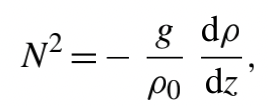 N² = − g/ρ₀ dρ/dz,